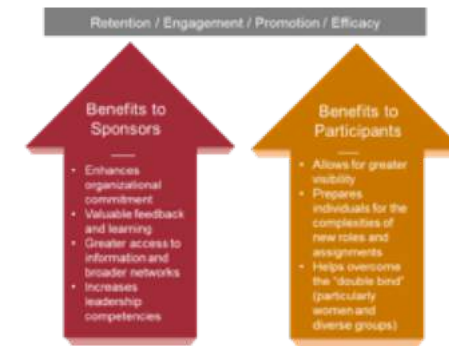 Retention / Engagement / Promotion / Efficacy
Benefits to
Sponsors
• Enhances
organizational
commitment
• Valuable feedback
and learning
• Greater access to
information and
broader networks
• Increases
leadership
competencies
Benefits to
Participants
• Allows for greater
visibility
• Prepares
individuals for the
complexities of
new roles and
assignments
• Helps overcome
the "double bind"
(particularly
women and
diverse groups)